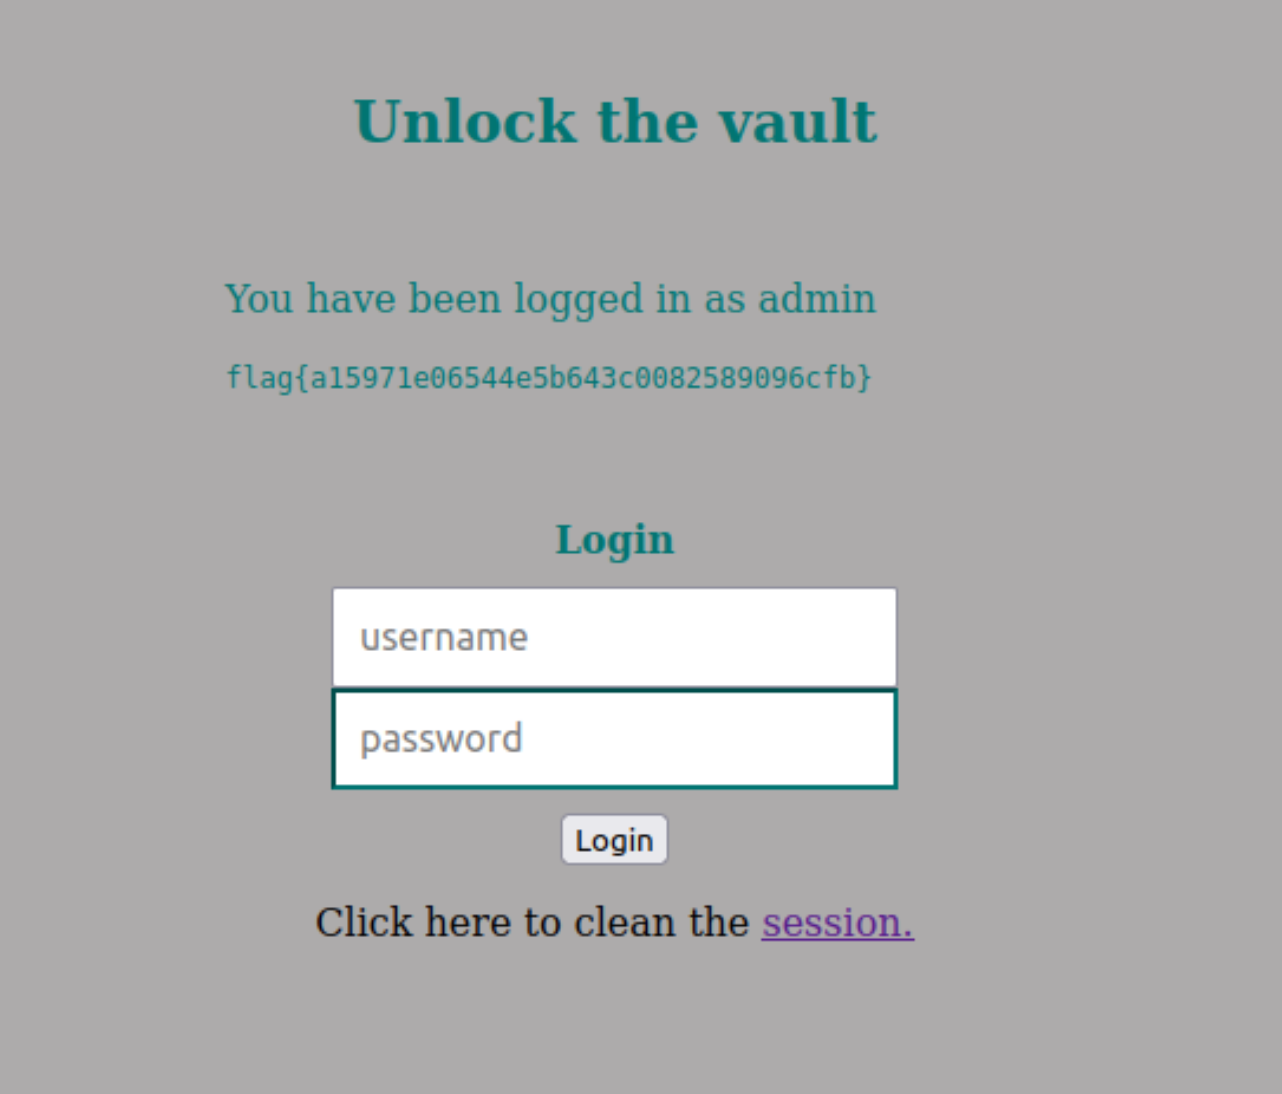 Unlock the vault
You have been logged in as admin
flag{a15971e06544e5b643c0082589096cfb}
Login
username
password
Login
Click here to clean the session.